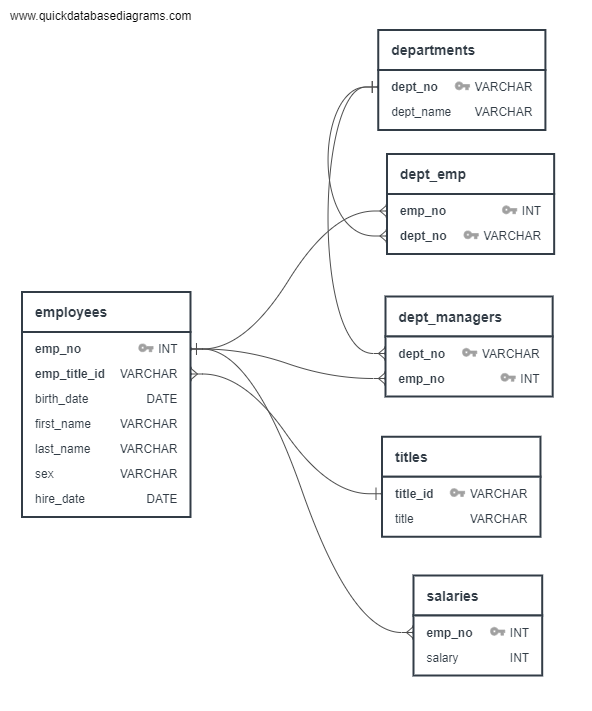 www.quickdatabasediagrams.com
departments
dept_no VARCHAR
dept_name VARCHAR
dept_emp
emp_no INT
dept_no VARCHAR
employees
emp_no INT
emp_title_id VARCHAR
birth_date DATE
first_name VARCHAR
last_name VARCHAR
sex VARCHAR
hire_date DATE
dept_managers
dept_no VARCHAR
emp_no INT
titles
title_id VARCHAR
title VARCHAR
salaries
emp_no INT
salary INT